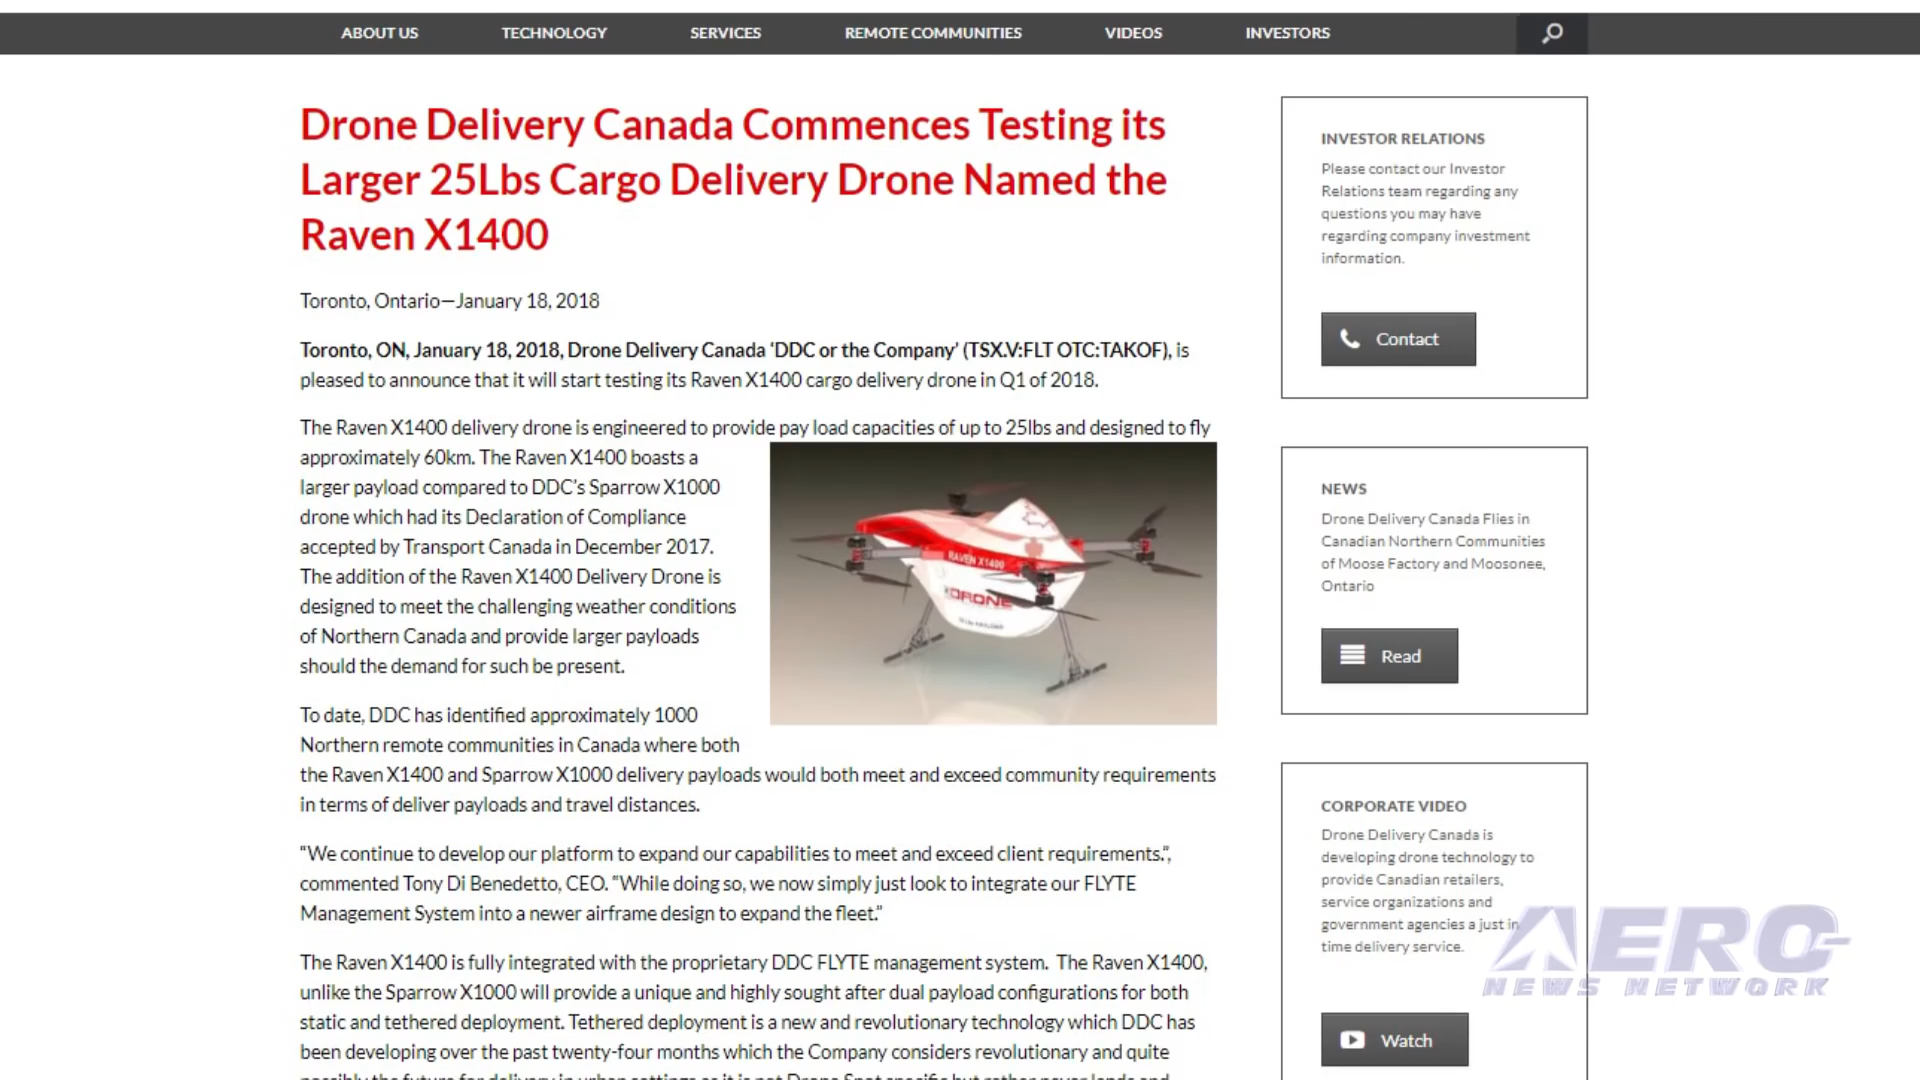 ABOUT US TECHNOLOGY SERVICES REMOTE COMMUNITIES VIDEOS INVESTORS
Drone Delivery Canada Commences Testing its
Larger 25Lbs Cargo Delivery Drone Named the
Raven X1400
Toronto, Ontario—January 18, 2018
Toronto, ON, January 18, 2018, Drone Delivery Canada ‘DDC or the Company’ (TSX.V:FLT OTC:TAKOF), is
pleased to announce that it will start testing its Raven X1400 cargo delivery drone in Q1 of 2018.
The Raven X1400 delivery drone is engineered to provide pay load capacities of up to 25lbs and designed to fly
approximately 60km. The Raven X1400 boasts a
larger payload compared to DDC’s Sparrow X1000
drone which had its Declaration of Compliance
accepted by Transport Canada in December 2017.
The addition of the Raven X1400 Delivery Drone is
designed to meet the challenging weather conditions
of Northern Canada and provide larger payloads
should the demand for such be present.
RAVEN X1400
DRONE
To date, DDC has identified approximately 1000
Northern remote communities in Canada where both
the Raven X1400 and Sparrow X1000 delivery payloads would both meet and exceed community requirements
in terms of deliver payloads and travel distances.
“We continue to develop our platform to expand our capabilities to meet and exceed client requirements.”,
commented Tony Di Benedetto, CEO. “While doing so, we now simply just look to integrate our FLYTE
Management System into a newer airframe design to expand the fleet.”
The Raven X1400 is fully integrated with the proprietary DDC FLYTE management system. The Raven X1400,
unlike the Sparrow X1000 will provide a unique and highly sought after dual payload configurations for both
static and tethered deployment. Tethered deployment is a new and revolutionary technology which DDC has
been developing over the past twenty-four months which the Company considers revolutionary and quite
INVESTOR RELATIONS
Please contact our Investor
Relations team regarding any
questions you may have
regarding company investment
information.
Contact
NEWS
Drone Delivery Canada Flies in
Canadian Northern Communities
of Moose Factory and Moosonee,
Ontario
Read
CORPORATE VIDEO
Drone Delivery Canada is
developing drone technology to
provide Canadian retailers,
service organizations and
government agencies a just in
time delivery service.
Watch
AERO-
NEWS NETWORK